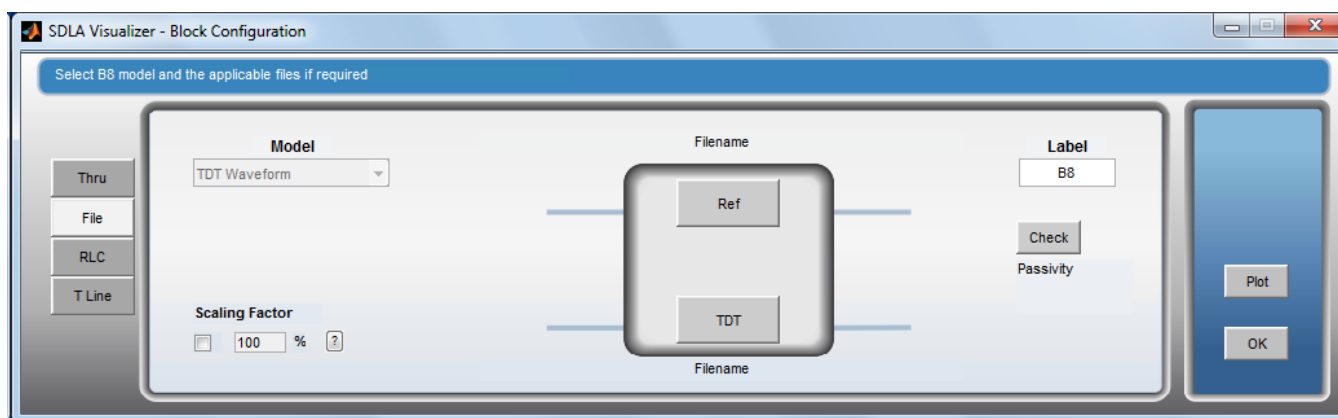 SDLA Visualizer - Block Configuration
Select B8 model and the applicable files if required
Thru
File
RLC
T Line
Model
TDT Waveform
Scaling Factor
100 % ?
Filename
Ref
TDT
Filename
Label
B8
Check
Passivity
Plot
OK